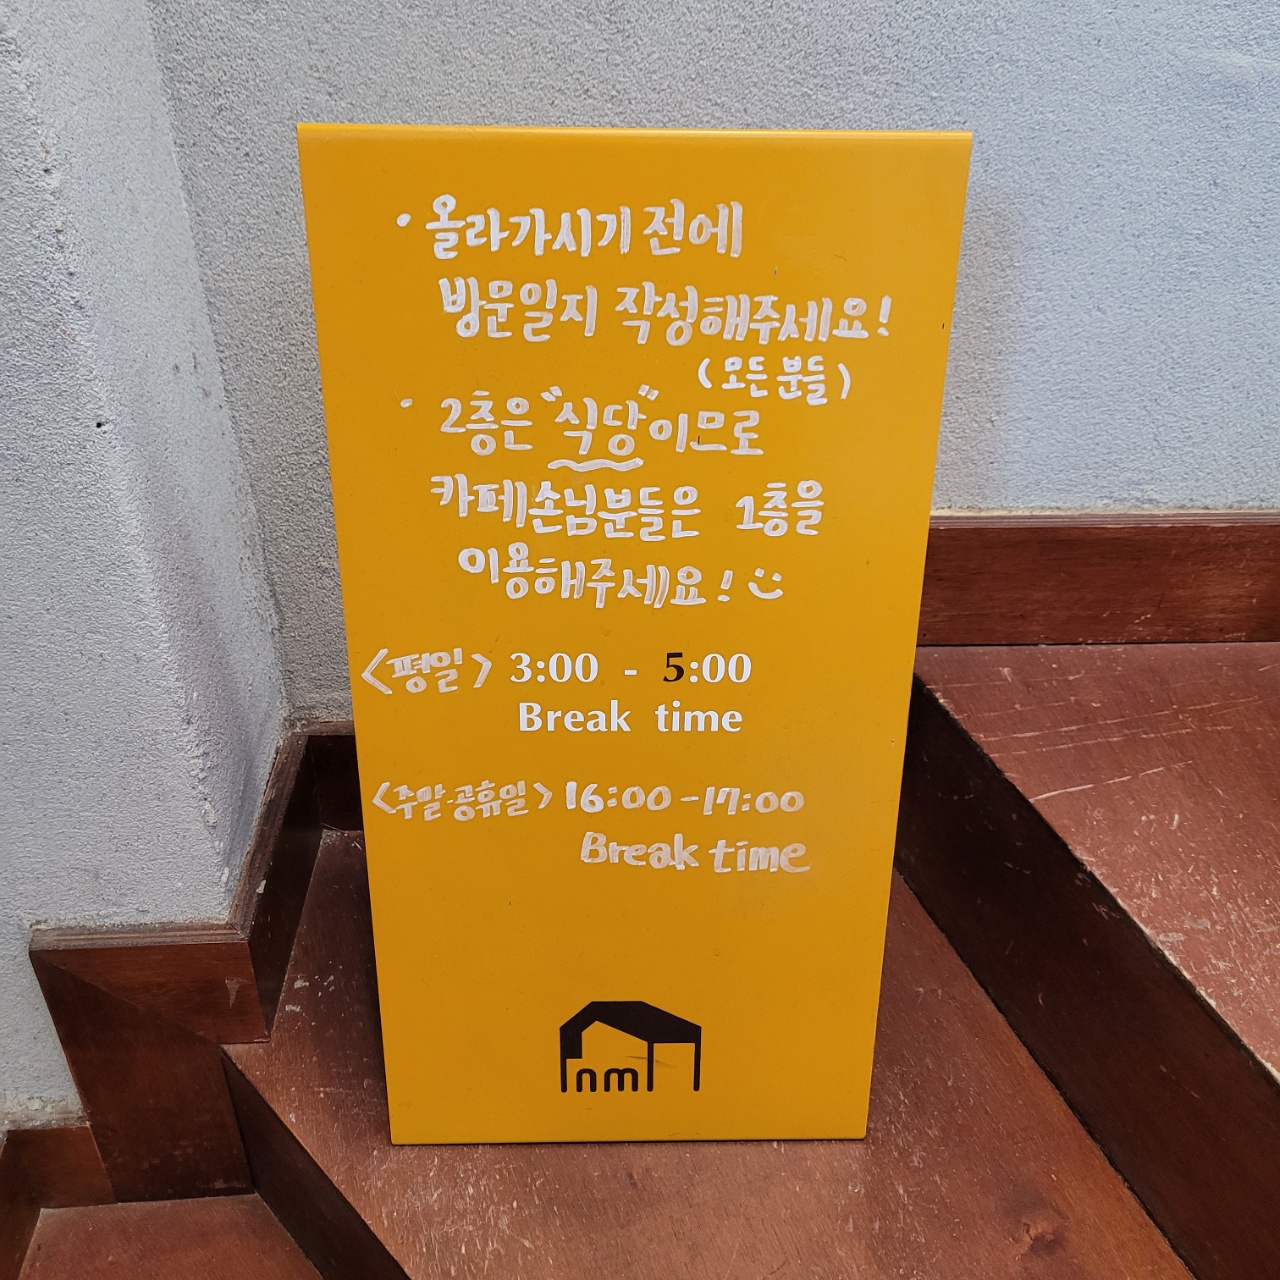 • 올라가시기 전에
방문일지 작성해주세요!
(모든 분들)
• 2층은 "식당"이므로
카페손님분들은 1층을
이용해주세요! :)
<평일> 3:00 - 5:00
Break time
<주말·공휴일> 16:00-17:00
Break time
nm